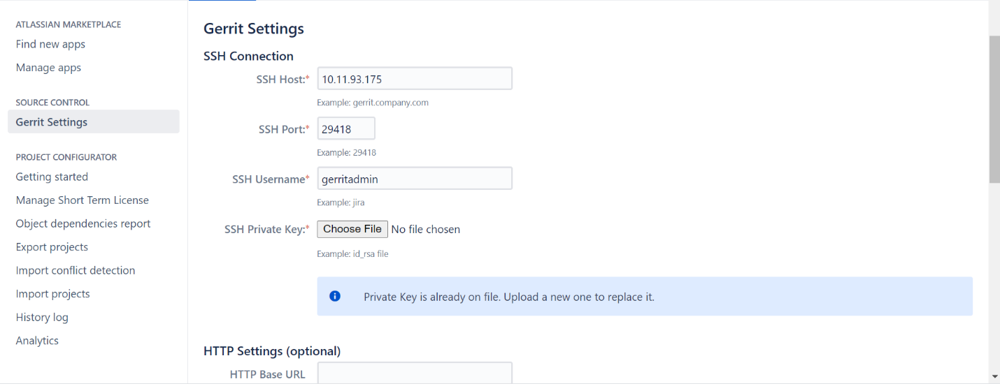 ATLASSIAN MARKETPLACE
Find new apps
Manage apps
SOURCE CONTROL
Gerrit Settings
PROJECT CONFIGURATOR
Getting started
Manage Short Term License
Object dependencies report
Export projects
Import conflict detection
Import projects
History log
Analytics
Gerrit Settings
SSH Connection
SSH Host:* 10.11.93.175
Example: gerrit.company.com
SSH Port:* 29418
Example: 29418
SSH Username* gerritadmin
Example: jira
SSH Private Key:* Choose File No file chosen
Example: id_rsa file
Private Key is already on file. Upload a new one to replace it.
HTTP Settings (optional)
HTTP Base URL